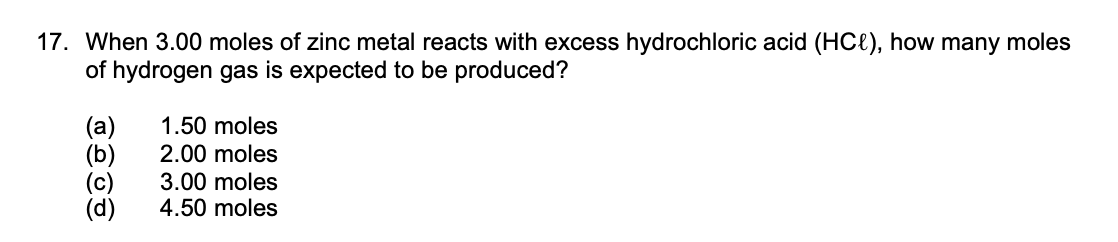 17. When 3.00 moles of zinc metal reacts with excess hydrochloric acid (HCℓ), how many moles
of hydrogen gas is expected to be produced?
(a) 1.50 moles
(b) 2.00 moles
(c) 3.00 moles
(d) 4.50 moles